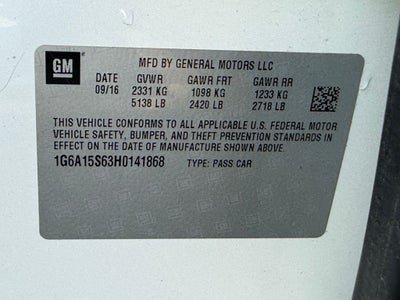 GM
MFD BY GENERAL MOTORS LLC
DATE GVWR GAWR FRT GAWR RR
09/16 2331 KG 1098 KG 1233 KG
5138 LB 2420 LB 2718 LB
THIS VEHICLE CONFORMS TO ALL APPLICABLE U.S. FEDERAL MOTOR
VEHICLE SAFETY, BUMPER, AND THEFT PREVENTION STANDARDS
IN EFFECT ON THE DATE OF MANUFACTURE SHOWN ABOVE.
1G6A15S63H0141868 TYPE: PASS CAR